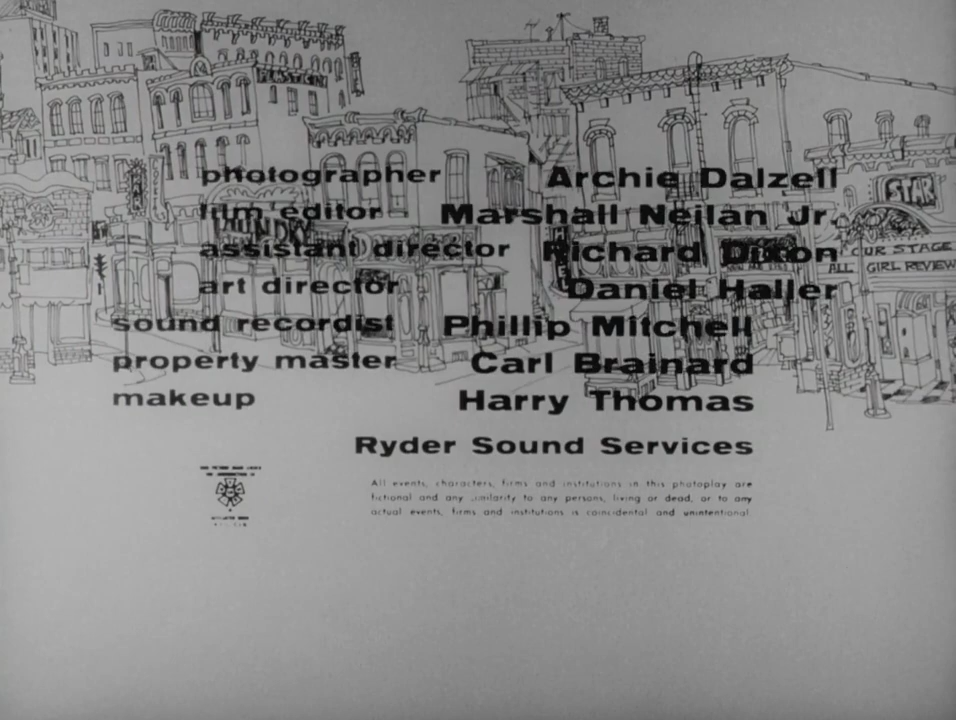 PLASTICK
photographer Archie Dalzell
STAR
film editor Marshall Neilan Jr.
LAUNDRY
assistant director Richard Dixon
OUR STAGE
ALL GIRL REVIEW
art director Daniel Haller
sound recordist Phillip Mitchell
property master Carl Brainard
makeup Harry Thomas
Ryder Sound Services
All events, characters, firms and institutions in this photoplay are
fictional and any similarity to any persons, living or dead, or to any
actual events, firms and institutions is coincidental and unintentional.